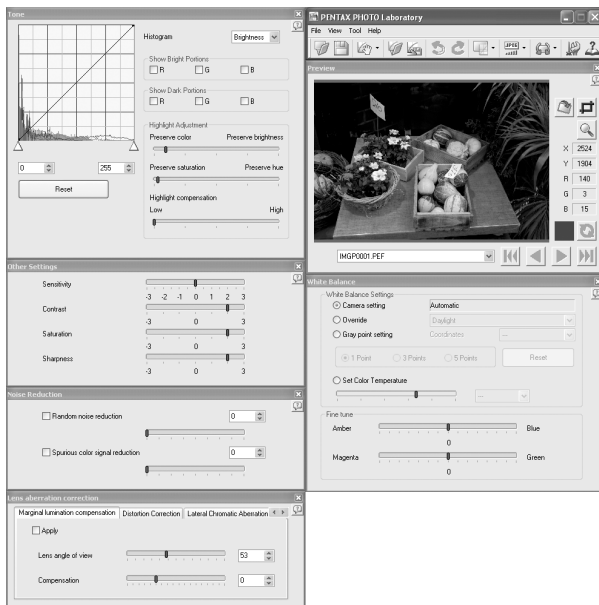 Tone
Histogram
Brightness
Show Bright Portions
R G B
Show Dark Portions
R G B
Highlight Adjustment
Preserve color Preserve brightness
Preserve saturation Preserve hue
Highlight compensation
Low High
0 255
Reset
Other Settings
Sensitivity
-3 -2 -1 0 1 2 3
Contrast
-3 0 3
Saturation
-3 0 3
Sharpness
-3 0 3
Noise Reduction
Random noise reduction 0
Spurious color signal reduction 0
Lens aberration correction
Marginal lumination compensation Distortion Correction Lateral Chromatic Aberration
Apply
Lens angle of view 53
Compensation 0
PENTAX PHOTO Laboratory
File View Tool Help
JPEG
Preview
X 2524
Y 1904
R 140
G 3
B 15
IMGP0001.PEF
White Balance
White Balance Settings
Camera setting Automatic
Override Daylight
Gray point setting Coordinates ---
1 Point 3 Points 5 Points Reset
Set Color Temperature
---
Fine tune
Amber Blue
0
Magenta Green
0